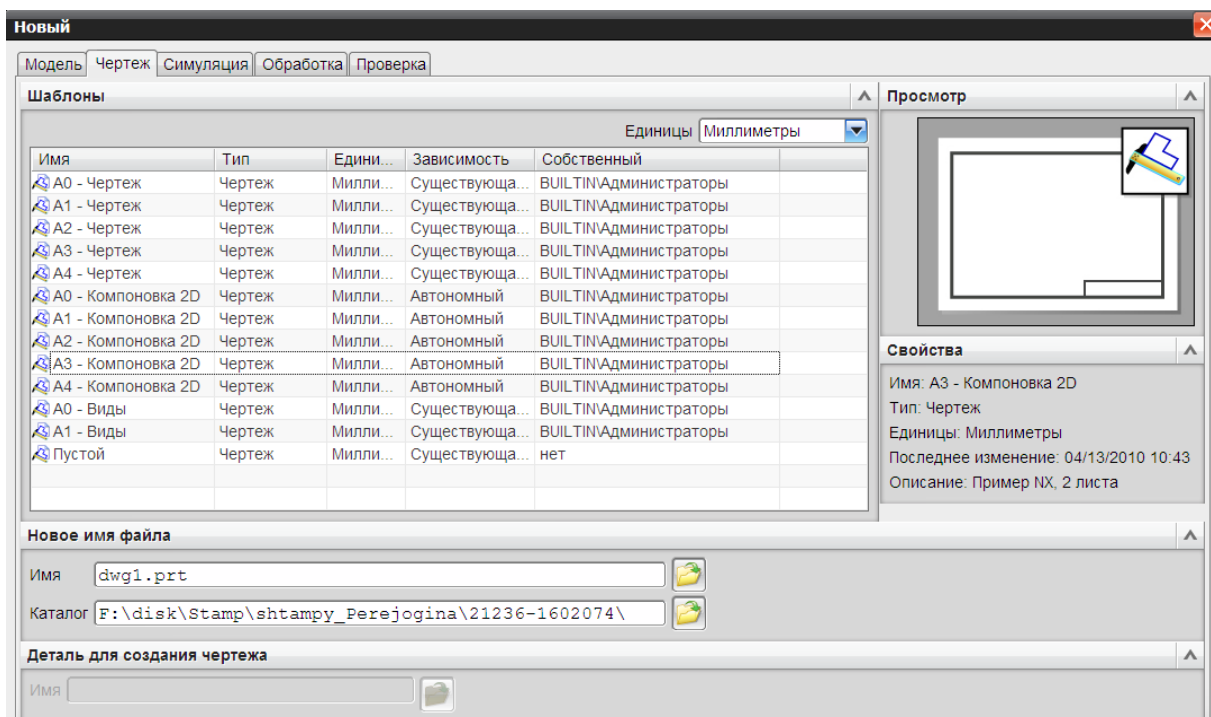 Новый
Модель Чертеж Симуляция Обработка Проверка
Шаблоны
Единицы Миллиметры
Имя Тип Едини... Зависимость Собственный
A0 - Чертеж Чертеж Милли... Существующа... BUILTIN\Администраторы
A1 - Чертеж Чертеж Милли... Существующа... BUILTIN\Администраторы
A2 - Чертеж Чертеж Милли... Существующа... BUILTIN\Администраторы
A3 - Чертеж Чертеж Милли... Существующа... BUILTIN\Администраторы
A4 - Чертеж Чертеж Милли... Существующа... BUILTIN\Администраторы
A0 - Компоновка 2D Чертеж Милли... Автономный BUILTIN\Администраторы
A1 - Компоновка 2D Чертеж Милли... Автономный BUILTIN\Администраторы
A2 - Компоновка 2D Чертеж Милли... Автономный BUILTIN\Администраторы
A3 - Компоновка 2D Чертеж Милли... Автономный BUILTIN\Администраторы
A4 - Компоновка 2D Чертеж Милли... Автономный BUILTIN\Администраторы
A0 - Виды Чертеж Милли... Существующа... BUILTIN\Администраторы
A1 - Виды Чертеж Милли... Существующа... BUILTIN\Администраторы
Пустой Чертеж Милли... Существующа... нет
Просмотр
Свойства
Имя: A3 - Компоновка 2D
Тип: Чертеж
Единицы: Миллиметры
Последнее изменение: 04/13/2010 10:43
Описание: Пример NX, 2 листа
Новое имя файла
Имя dwg1.prt
Каталог F:\disk\Stamp\shtampy_Perejogina\21236-1602074\
Деталь для создания чертежа
Имя